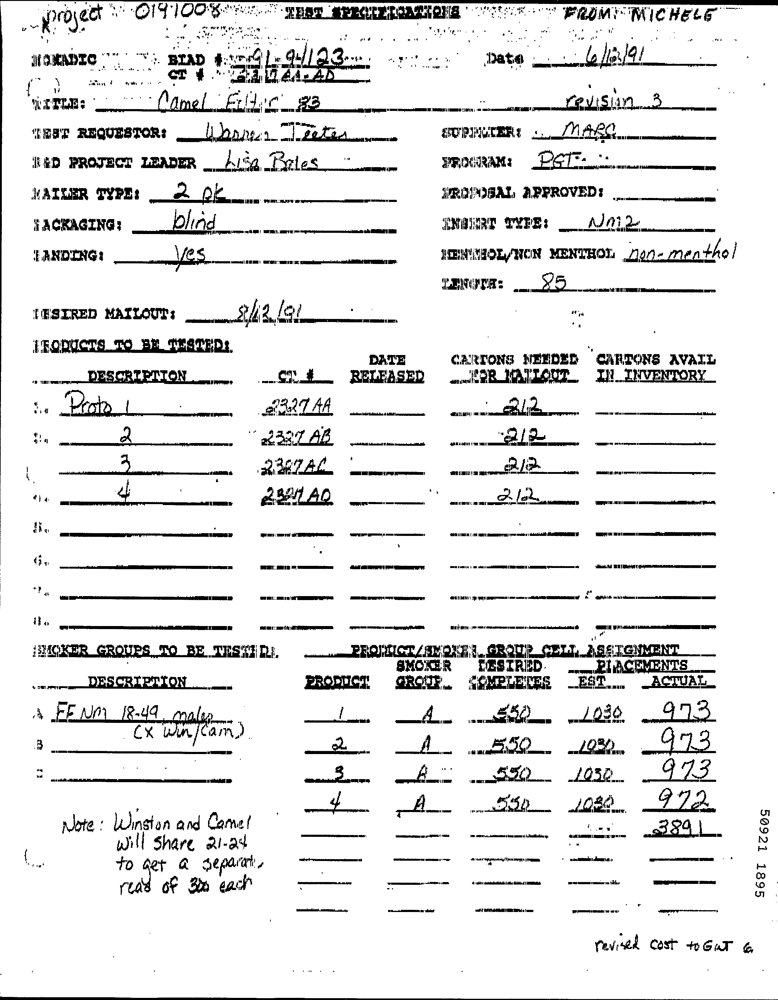 project 0191008 TEST SPECIFICATIONS FROM: MICHELE
NOMADIC BIAD # 91-94123 Date 6/12/91
CT # 2327AA-AD
TITLE: Camel Filter 83 revision 3
TEST REQUESTOR: Warren Teeter SUPPLIER: MARC
R&D PROJECT LEADER Lisa Bales PROGRAM: PGT
MAILER TYPE: 2 pk PROPOSAL APPROVED:
PACKAGING: blind INSERT TYPE: NM2
BANDING: yes MENTHOL/NON MENTHOL non-menthol
LENGTH: 85
DESIRED MAILOUT: 8/12/91
PRODUCTS TO BE TESTED:
DATE CARTONS NEEDED CARTONS AVAIL
DESCRIPTION CT # RELEASED FOR MAILOUT IN INVENTORY
1. Proto 1 2327AA 212
2. 2 2327 AB 212
3 2327AC 212
4. 4 2327 AD 212
5.
6.
7.
8.
SMOKER GROUPS TO BE TESTED: PRODUCT/SMOKER GROUP CELL ASSIGNMENT
SMOKER DESIRED PLACEMENTS
DESCRIPTION PRODUCT GROUP COMPLETES EST ACTUAL
A FF NM 18-49 males 1 A 550 1030 973
(x Win/Cam)
B 2 A 550 1030 973
C 3 A 550 1030 973
4 A 550 1030 972
3891
Note: Winston and Camel
will share 21-24
to get a separate
read of 300 each
50921 1895
revised cost to GWT